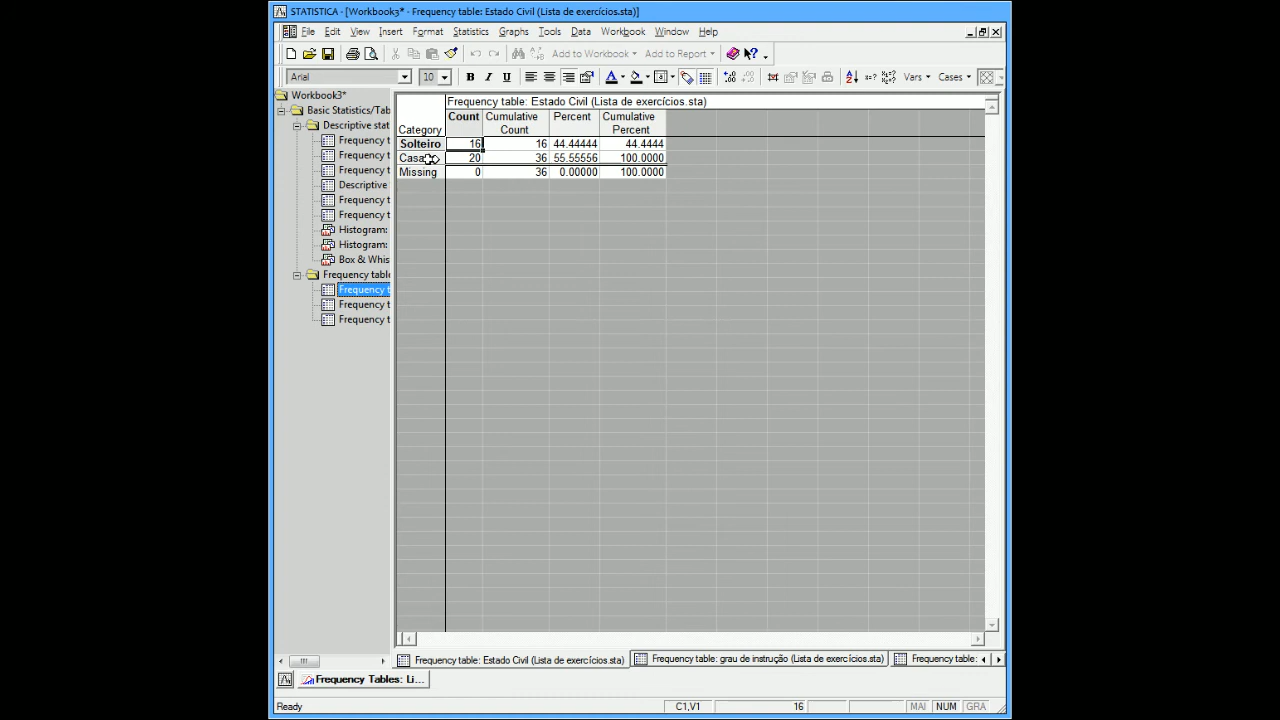 STATISTICA - [Workbook3* - Frequency table: Estado Civil (Lista de exercícios.sta)]
File Edit View Insert Format Statistics Graphs Tools Data Workbook Window Help
Add to Workbook Add to Report
Arial 10 B I U A Vars Cases
Workbook3*
Basic Statistics/Tab
Descriptive stat
Frequency t
Frequency t
Frequency t
Descriptive
Frequency t
Frequency t
Histogram:
Histogram:
Box & Whis
Frequency table
Frequency t
Frequency t
Frequency t
Frequency table: Estado Civil (Lista de exercícios.sta)
Category Count Cumulative Count Percent Cumulative Percent
Solteiro 16 16 44.44444 44.4444
20 36 55.55556 100.0000
Missing 0 36 0.00000 100.0000
Frequency table: Estado Civil (Lista de exercícios.sta) Frequency table: grau de instrução (Lista de exercícios.sta) Frequency table:
Frequency Tables: Li...
Ready C1,V1 16 MAI NUM GRA